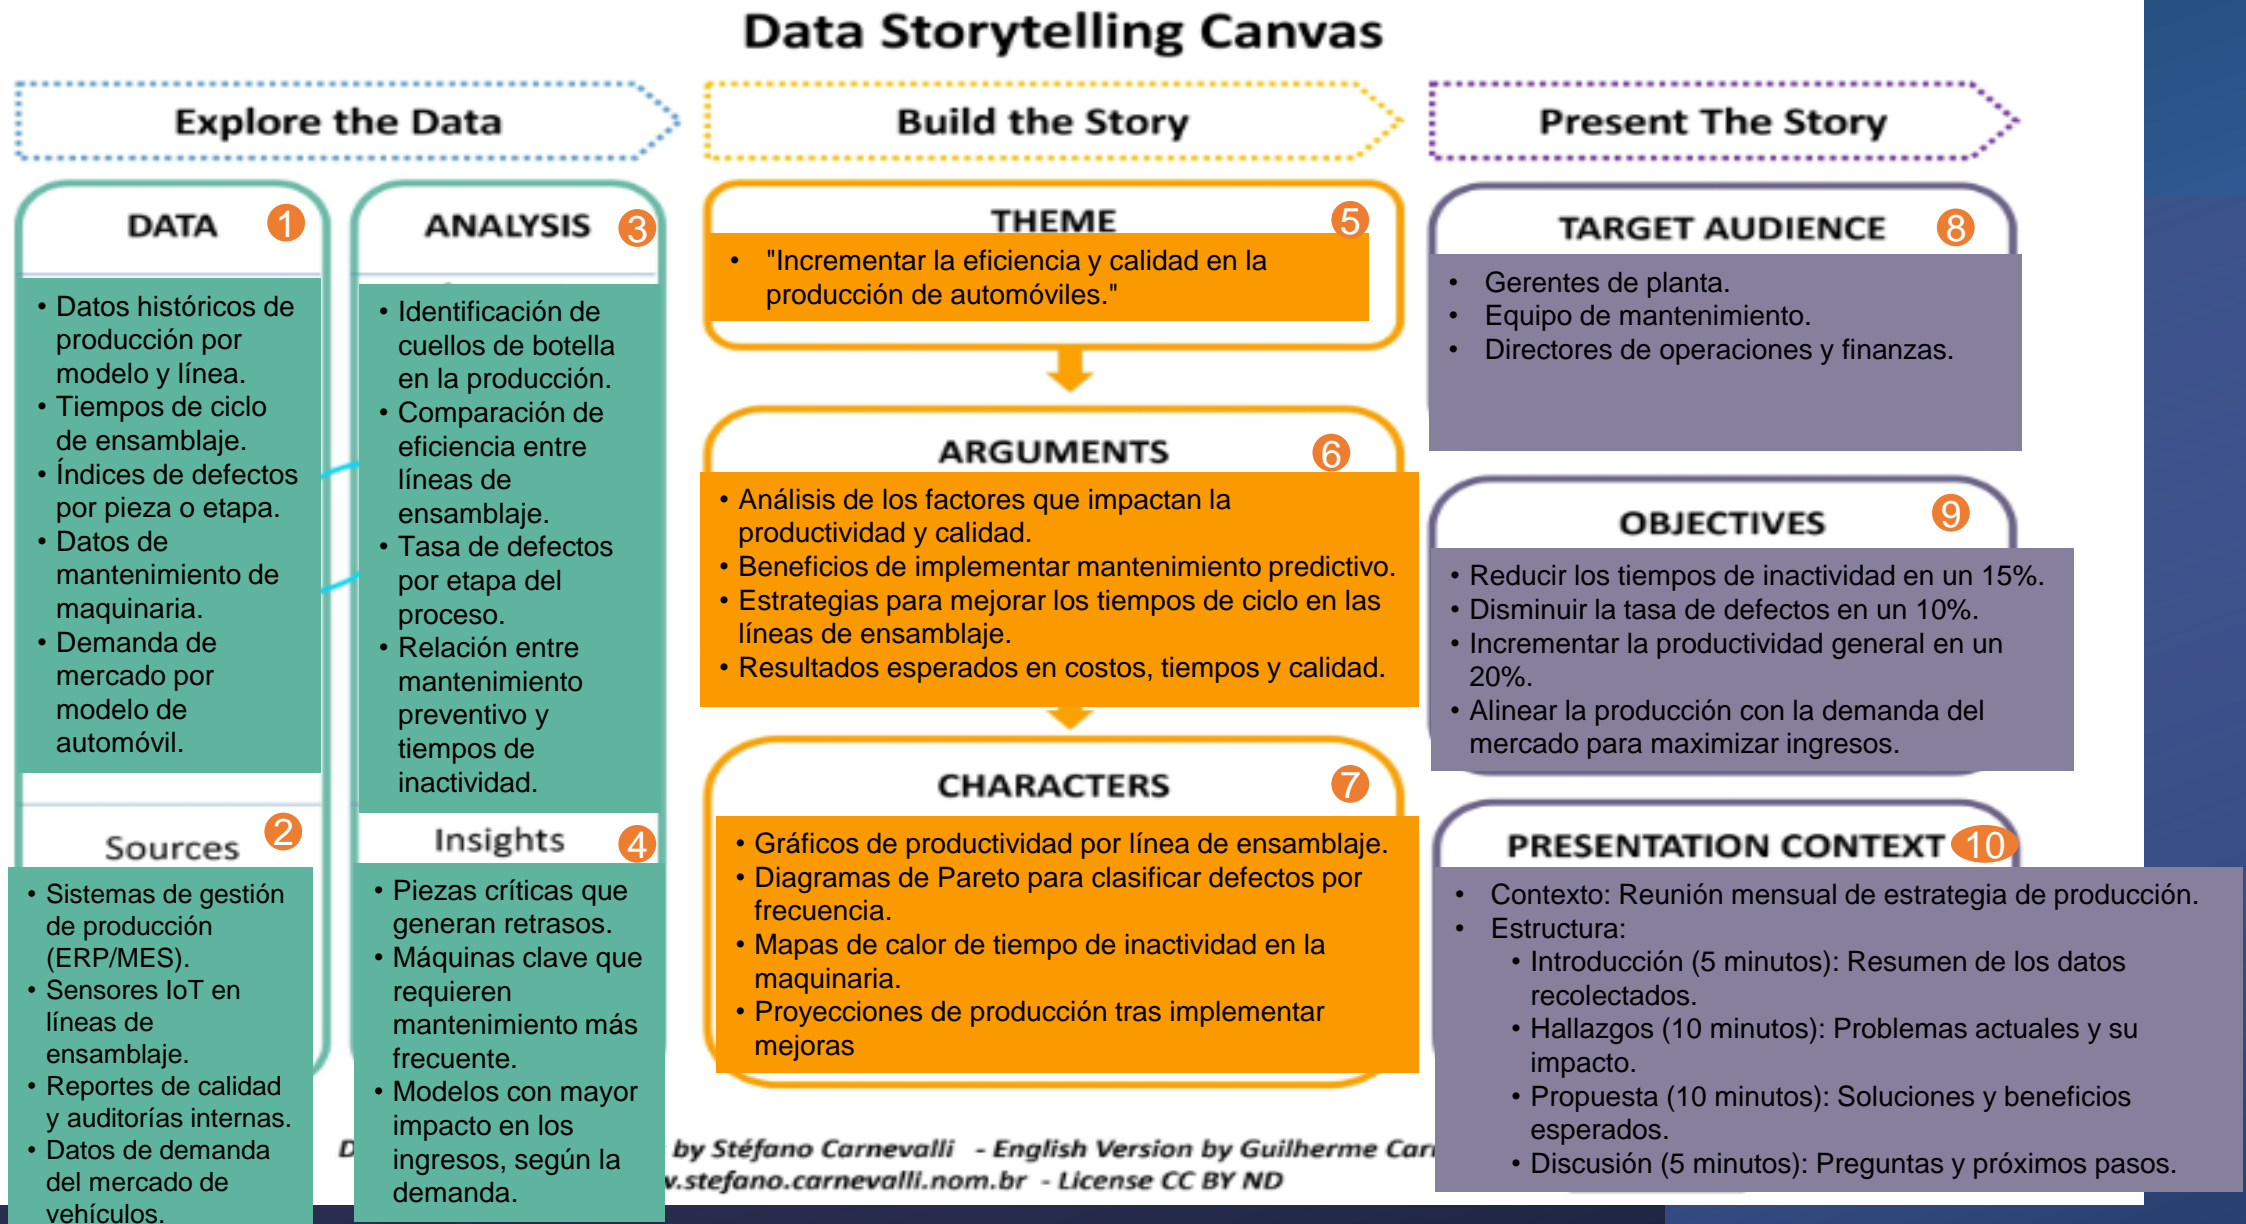 Data Storytelling Canvas
Explore the Data
Build the Story
Present The Story
DATA
1
• Datos históricos de
producción por
modelo y línea.
• Tiempos de ciclo
de ensamblaje.
• Índices de defectos
por pieza o etapa.
• Datos de
mantenimiento de
maquinaria.
• Demanda de
mercado por
modelo de
automóvil.
Sources
2
• Sistemas de gestión
de producción
(ERP/MES).
• Sensores IoT en
líneas de
ensamblaje.
• Reportes de calidad
y auditorías internas.
• Datos de demanda
del mercado de
vehículos.
ANALYSIS
3
• Identificación de
cuellos de botella
en la producción.
• Comparación de
eficiencia entre
líneas de
ensamblaje.
• Tasa de defectos
por etapa del
proceso.
• Relación entre
mantenimiento
preventivo y
tiempos de
inactividad.
Insights
4
• Piezas críticas que
generan retrasos.
• Máquinas clave que
requieren
mantenimiento más
frecuente.
• Modelos con mayor
impacto en los
ingresos, según la
demanda.
THEME
5
• "Incrementar la eficiencia y calidad en la
producción de automóviles."
ARGUMENTS
6
• Análisis de los factores que impactan la
productividad y calidad.
• Beneficios de implementar mantenimiento predictivo.
• Estrategias para mejorar los tiempos de ciclo en las
líneas de ensamblaje.
• Resultados esperados en costos, tiempos y calidad.
CHARACTERS
7
• Gráficos de productividad por línea de ensamblaje.
• Diagramas de Pareto para clasificar defectos por
frecuencia.
• Mapas de calor de tiempo de inactividad en la
maquinaria.
• Proyecciones de producción tras implementar
mejoras
TARGET AUDIENCE
8
• Gerentes de planta.
• Equipo de mantenimiento.
• Directores de operaciones y finanzas.
OBJECTIVES
9
• Reducir los tiempos de inactividad en un 15%.
• Disminuir la tasa de defectos en un 10%.
• Incrementar la productividad general en un
20%.
• Alinear la producción con la demanda del
mercado para maximizar ingresos.
PRESENTATION CONTEXT
10
• Contexto: Reunión mensual de estrategia de producción.
• Estructura:
• Introducción (5 minutos): Resumen de los datos
recolectados.
• Hallazgos (10 minutos): Problemas actuales y su
impacto.
• Propuesta (10 minutos): Soluciones y beneficios
esperados.
• Discusión (5 minutos): Preguntas y próximos pasos.
by Stéfano Carnevalli - English Version by Guilherme
.stefano.carnevalli.nom.br - License CC BY ND